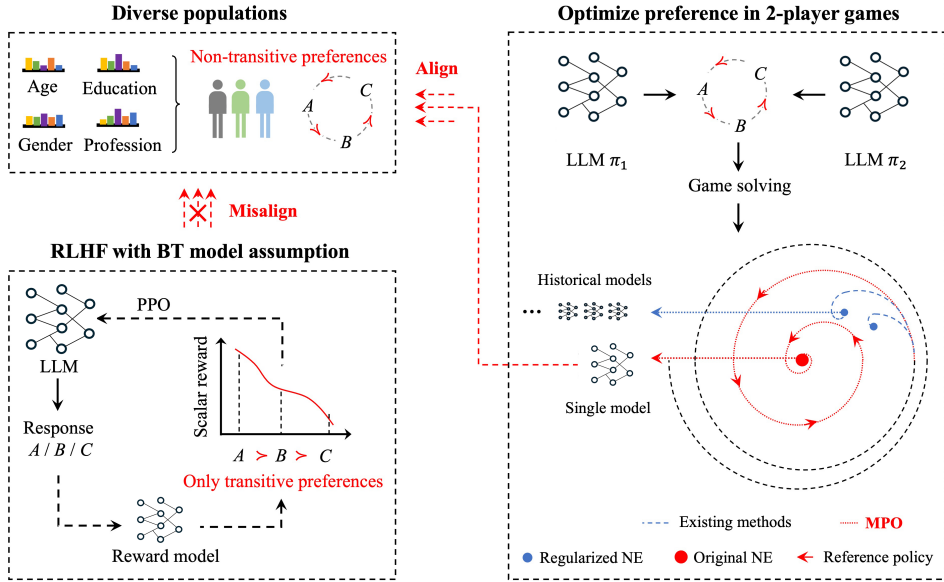 Diverse populations
Age
Education
Gender
Profession
Non-transitive preferences
A
C
B
Align
Misalign
RLHF with BT model assumption
LLM
PPO
Response
A / B / C
Scalar reward
A ≻ B ≻ C
Only transitive preferences
Reward model
Optimize preference in 2-player games
LLM π₁
A
C
B
LLM π₂
Game solving
Historical models
...
Single model
Existing methods
MPO
Regularized NE
Original NE
Reference policy